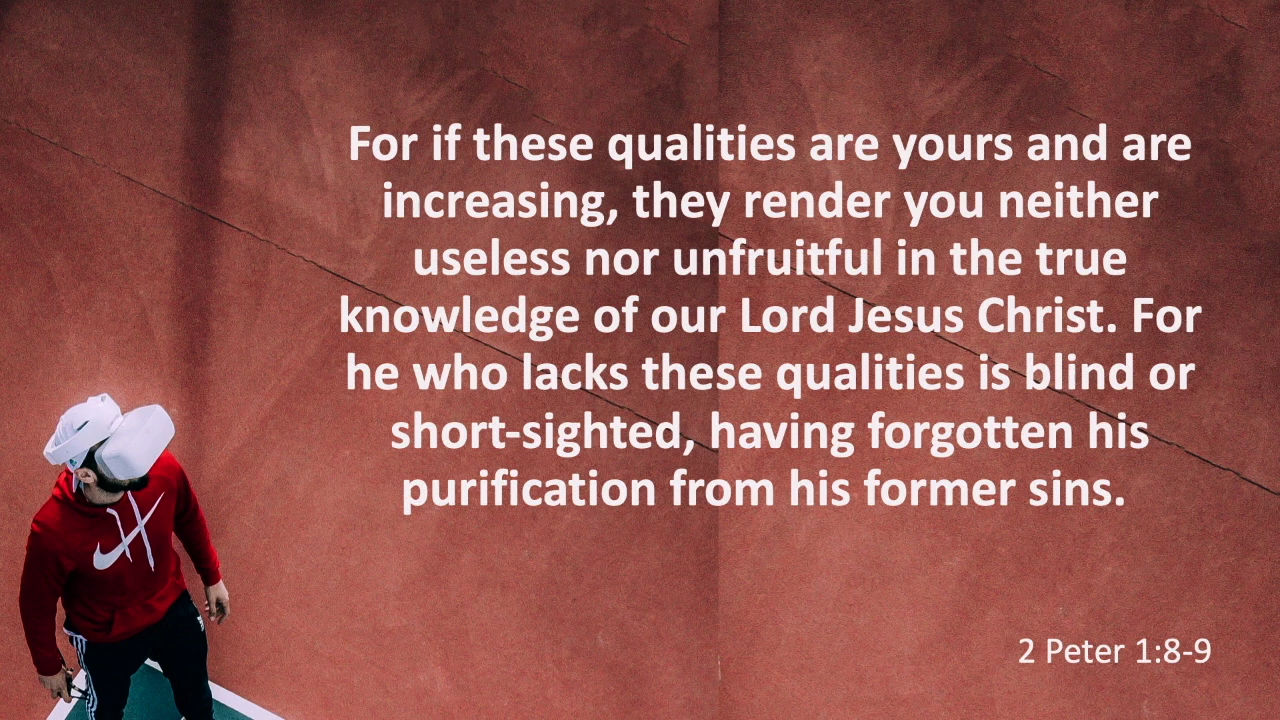 For if these qualities are yours and are
increasing, they render you neither
useless nor unfruitful in the true
knowledge of our Lord Jesus Christ. For
he who lacks these qualities is blind or
short-sighted, having forgotten his
purification from his former sins.
2 Peter 1:8-9